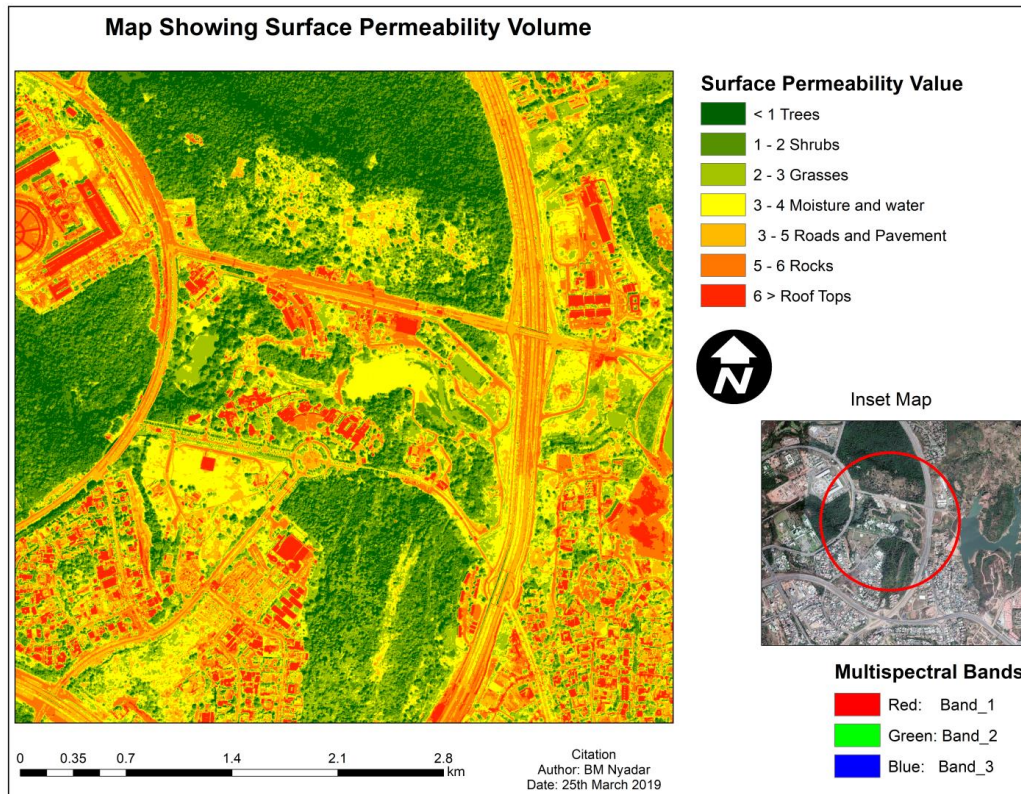 Map Showing Surface Permeability Volume
Surface Permeability Value
< 1 Trees
1 - 2 Shrubs
2 - 3 Grasses
3 - 4 Moisture and water
3 - 5 Roads and Pavement
5 - 6 Rocks
6 > Roof Tops
N
Inset Map
Multispectral Bands
Red: Band_1
Green: Band_2
Blue: Band_3
0 0.35 0.7 1.4 2.1 2.8
km
Citation
Author: BM Nyadar
Date: 25th March 2019